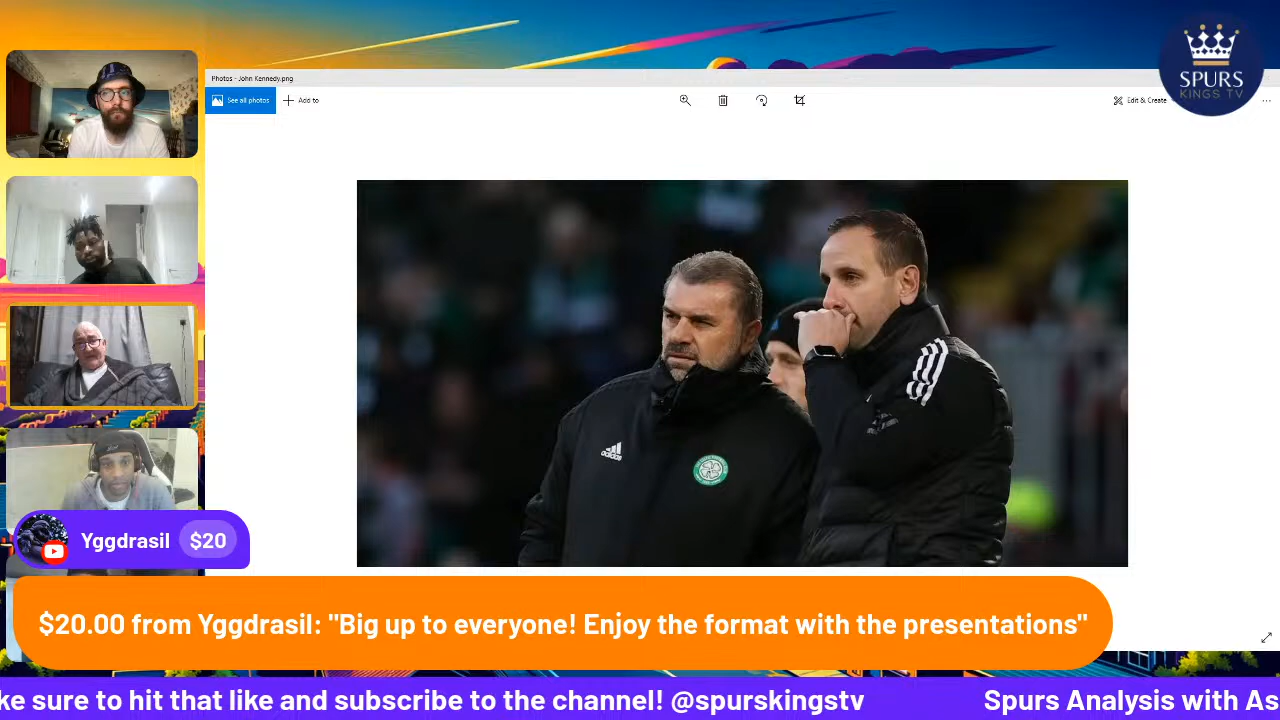 SPURS
KINGS TV
Photos - John Kennedy.png
See all photos
Add to
Edit & Create
adidas
Yggdrasil
$20
$20.00 from Yggdrasil: "Big up to everyone! Enjoy the format with the presentations"
ke sure to hit that like and subscribe to the channel! @spurskingstv
Spurs Analysis with As